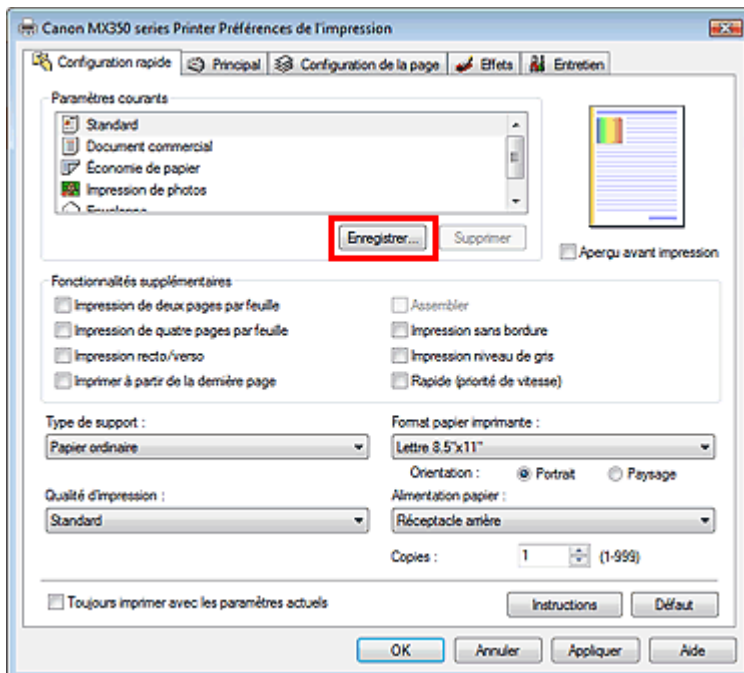 Canon MX350 series Printer Préférences de l'impression
Configuration rapide Principal Configuration de la page Effets Entretien
Paramètres courants
Standard
Document commercial
Économie de papier
Impression de photos
Enregistrer... Supprimer
Aperçu avant impression
Fonctionnalités supplémentaires
Impression de deux pages par feuille Assembler
Impression de quatre pages par feuille Impression sans bordure
Impression recto/verso Impression niveau de gris
Imprimer à partir de la dernière page Rapide (priorité de vitesse)
Type de support : Format papier imprimante :
Papier ordinaire Lettre 8.5"x11"
Orientation : Portrait Paysage
Qualité d'impression : Alimentation papier :
Standard Réceptacle arrière
Copies : 1 (1-999)
Toujours imprimer avec les paramètres actuels Instructions Défaut
OK Annuler Appliquer Aide